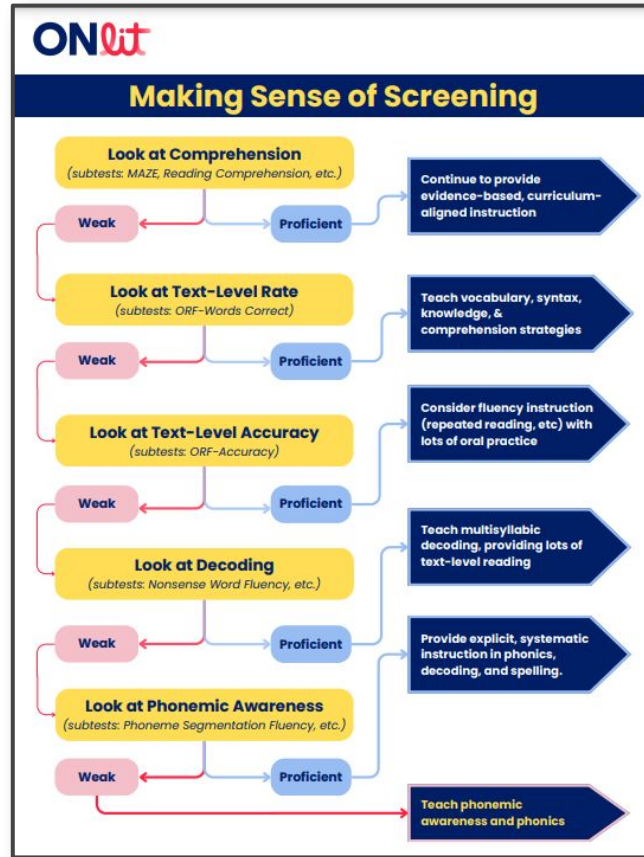 ONlit
Making Sense of Screening
Look at Comprehension
(subtests: MAZE, Reading Comprehension, etc.)
Weak
Proficient
Continue to provide
evidence-based, curriculum-
aligned instruction
Look at Text-Level Rate
(subtests: ORF-Words Correct)
Weak
Proficient
Teach vocabulary, syntax,
knowledge, &
comprehension strategies
Look at Text-Level Accuracy
(subtests: ORF-Accuracy)
Weak
Proficient
Consider fluency instruction
(repeated reading, etc) with
lots of oral practice
Look at Decoding
(subtests: Nonsense Word Fluency, etc.)
Weak
Proficient
Teach multisyllabic
decoding, providing lots of
text-level reading
Look at Phonemic Awareness
(subtests: Phoneme Segmentation Fluency, etc.)
Weak
Proficient
Provide explicit, systematic
instruction in phonics,
decoding, and spelling.
Teach phonemic
awareness and phonics